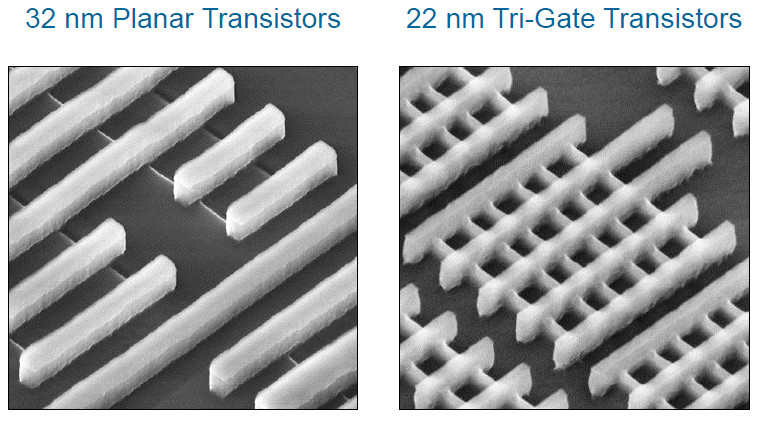 32 nm Planar Transistors
22 nm Tri-Gate Transistors